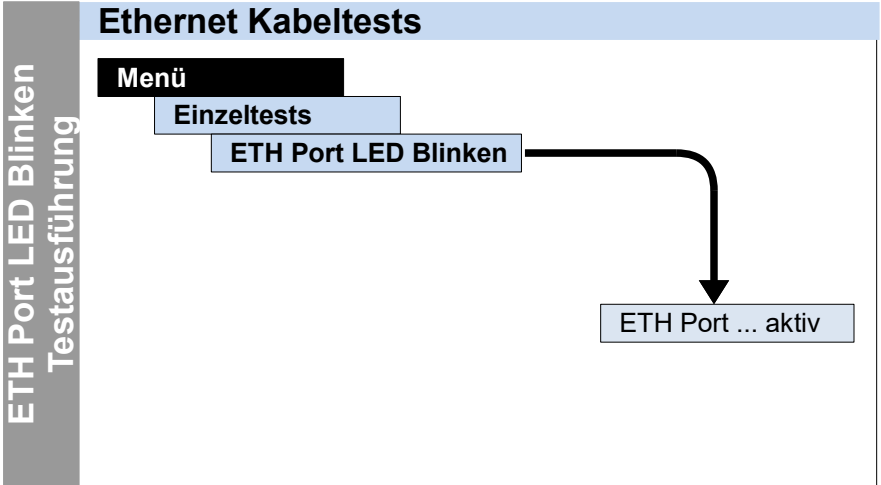 Ethernet Kabeltests
ETH Port LED Blinken
Testausführung
Menü
Einzeltests
ETH Port LED Blinken
ETH Port ... aktiv